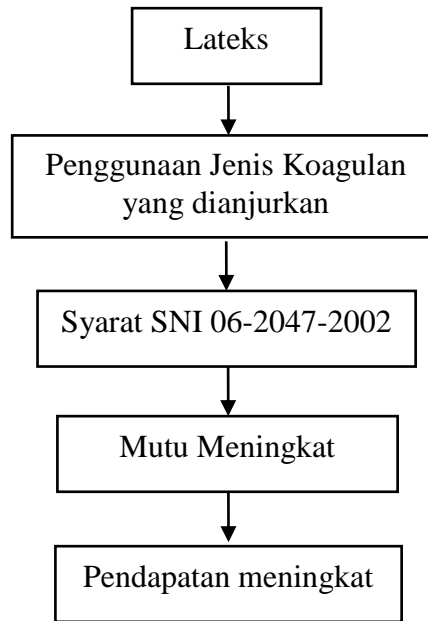 Lateks
Penggunaan Jenis Koagulan
yang dianjurkan
Syarat SNI 06-2047-2002
Mutu Meningkat
Pendapatan meningkat